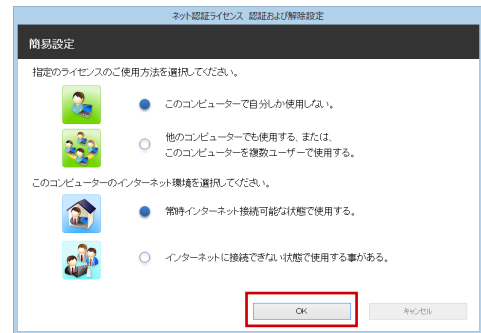 ネット認証ライセンス 認証および解除設定
簡易設定
指定のライセンスのご使用方法を選択してください。
このコンピューターで自分しか使用しない。
他のコンピューターでも使用する、または、
このコンピューターを複数ユーザーで使用する。
このコンピューターのインターネット環境を選択してください。
常時インターネット接続可能な状態で使用する。
インターネットに接続できない状態で使用する事がある。
OK
キャンセル